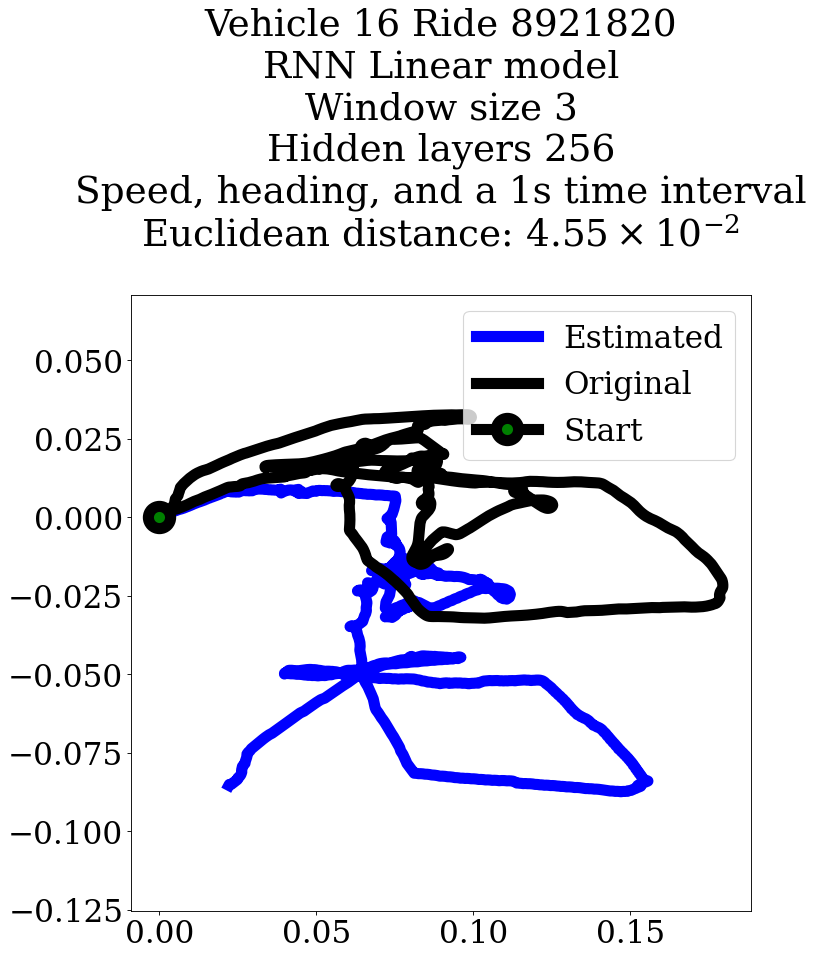 Vehicle 16 Ride 8921820
RNN Linear model
Window size 3
Hidden layers 256
Speed, heading, and a 1s time interval
Euclidean distance: 4.55 × 10⁻²
Estimated
Original
Start
0.050
0.025
0.000
−0.025
−0.050
−0.075
−0.100
−0.125
0.00 0.05 0.10 0.15